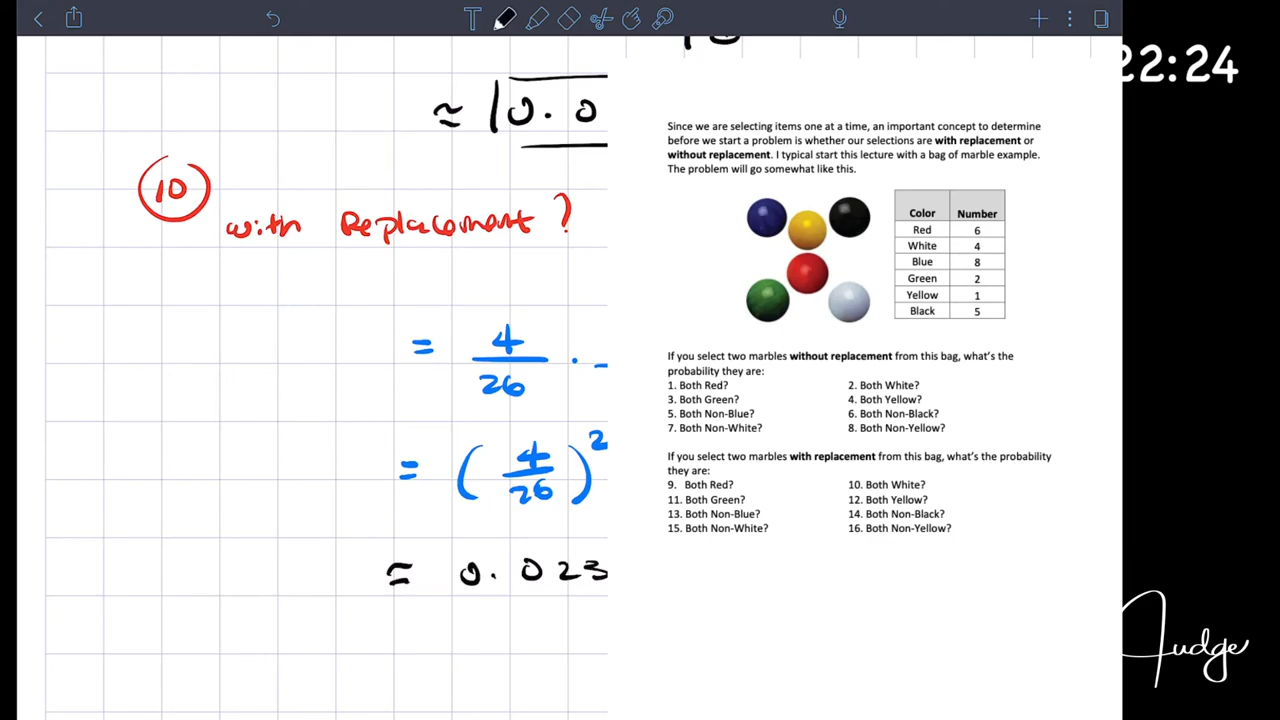 22:24
≈ 0.0
10
with Replacement?
= 4/26 ·
= (4/26)²
≈ 0.023
Since we are selecting items one at a time, an important concept to determine
before we start a problem is whether our selections are with replacement or
without replacement. I typical start this lecture with a bag of marble example.
The problem will go somewhat like this.
Color Number
Red 6
White 4
Blue 8
Green 2
Yellow 1
Black 5
If you select two marbles without replacement from this bag, what's the
probability they are:
1. Both Red? 2. Both White?
3. Both Green? 4. Both Yellow?
5. Both Non-Blue? 6. Both Non-Black?
7. Both Non-White? 8. Both Non-Yellow?
If you select two marbles with replacement from this bag, what's the probability
they are:
9. Both Red? 10. Both White?
11. Both Green? 12. Both Yellow?
13. Both Non-Blue? 14. Both Non-Black?
15. Both Non-White? 16. Both Non-Yellow?
Judge